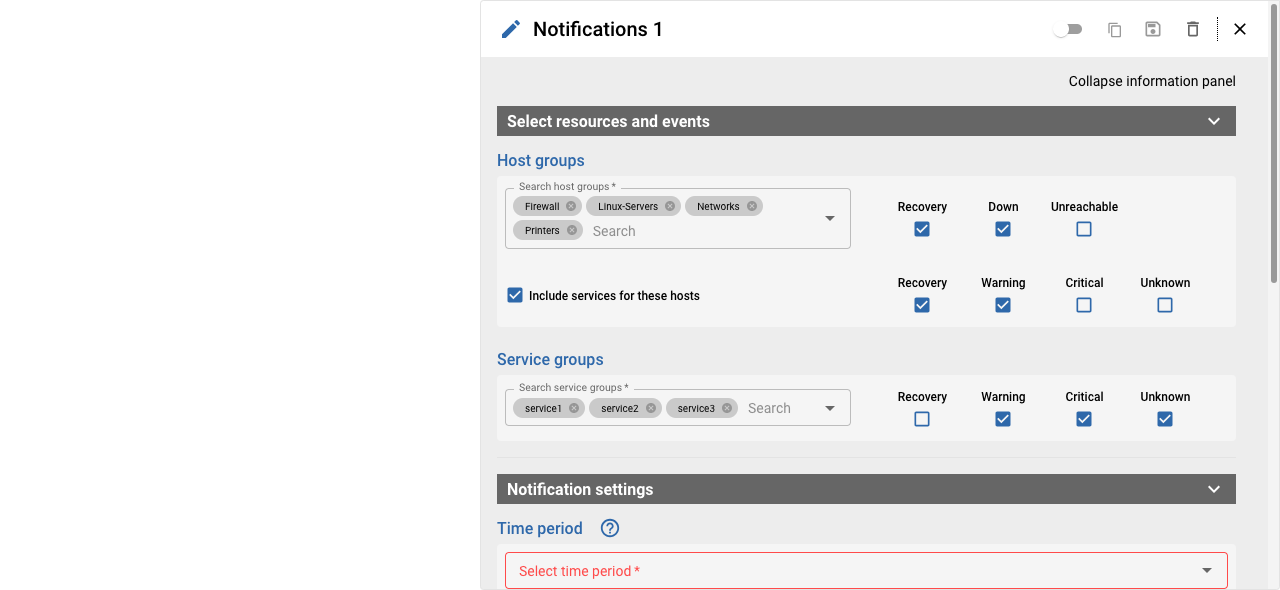 Notifications 1
Collapse information panel
Select resources and events
Host groups
Search host groups *
Firewall Linux-Servers Networks
Printers Search
Recovery Down Unreachable
Include services for these hosts
Recovery Warning Critical Unknown
Service groups
Search service groups *
service1 service2 service3 Search
Recovery Warning Critical Unknown
Notification settings
Time period ?
Select time period *